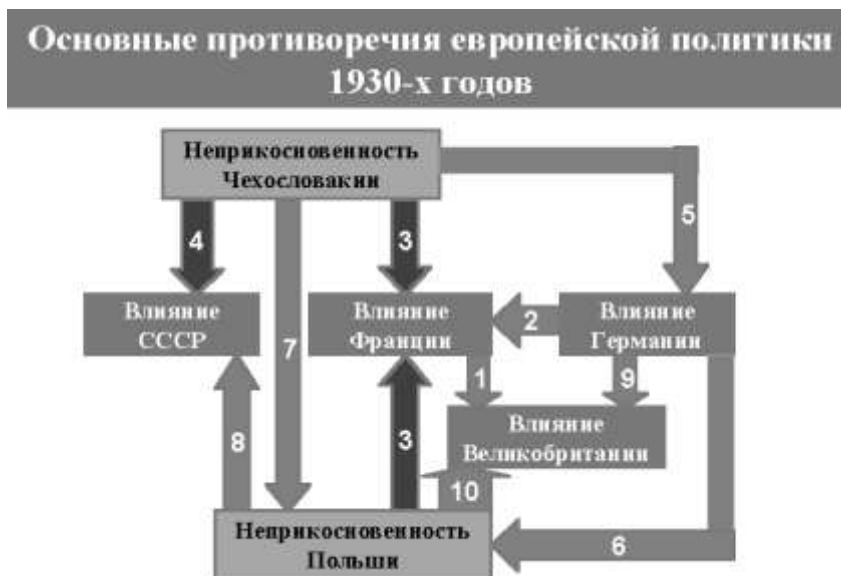 Основные противоречия европейской политики
1930-х годов
Неприкосновенность
Чехословакии
4
3
5
Влияние
СССР
Влияние
Франции
2
Влияние
Германии
7
1
9
8
3
Влияние
Великобритании
10
Неприкосновенность
Польши
6